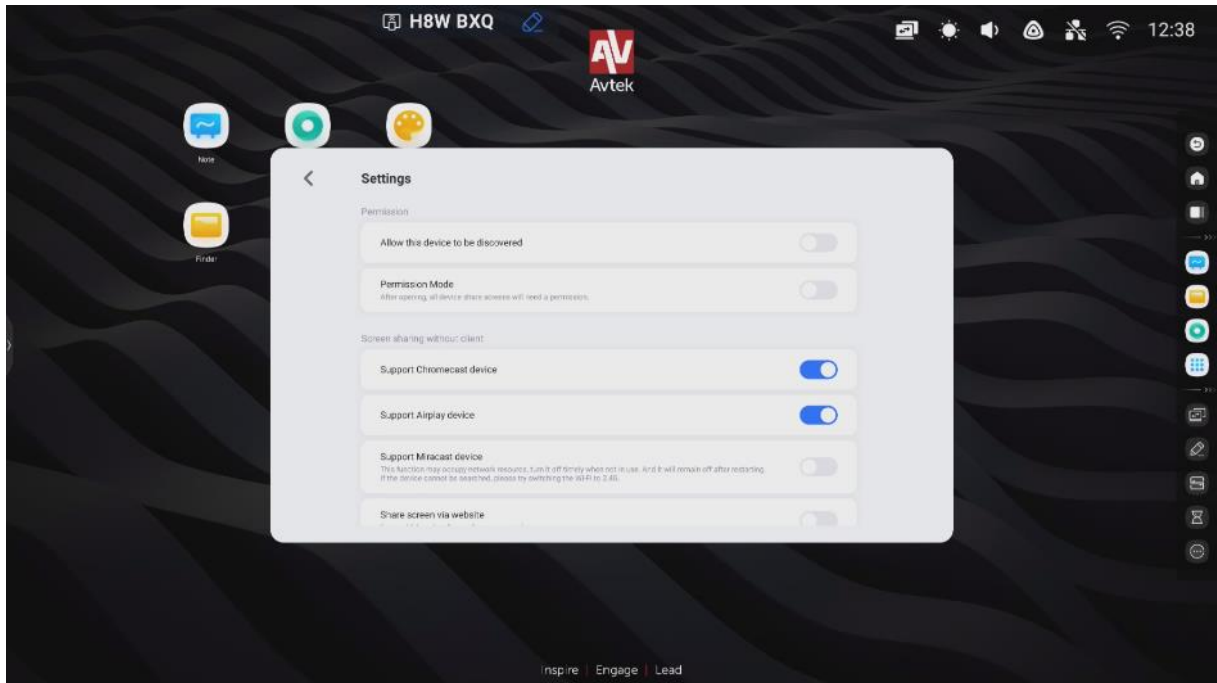 H8W BXQ
12:38
AV
Avtek
Note
Finder
Settings
Permission
Allow this device to be discovered
Permission Mode
After opening, all device share screens will need a permission.
Screen sharing without client
Support Chromecast device
Support Airplay device
Support Miracast device
This function may occupy network resource, turn it off timely when not in use. And it will remain off after restarting.
If the device cannot be searched, please try switching the Wi-Fi to 2.4G.
Share screen via website
Inspire | Engage | Lead